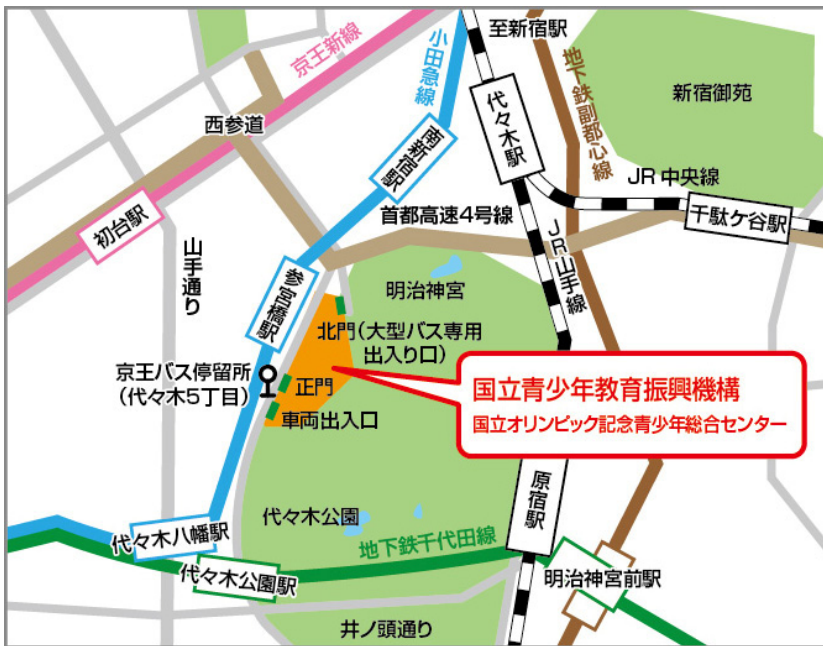 至新宿駅
京王新線
小田急線
地下鉄副都心線
新宿御苑
代々木駅
西参道
南新宿駅
JR中央線
千駄ケ谷駅
初台駅
首都高速4号線
JR山手線
山手通り
参宮橋駅
明治神宮
北門(大型バス専用
出入り口)
京王バス停留所
(代々木5丁目)
正門
車両出入口
国立青少年教育振興機構
国立オリンピック記念青少年総合センター
原宿駅
代々木公園
代々木八幡駅
地下鉄千代田線
代々木公園駅
明治神宮前駅
井ノ頭通り